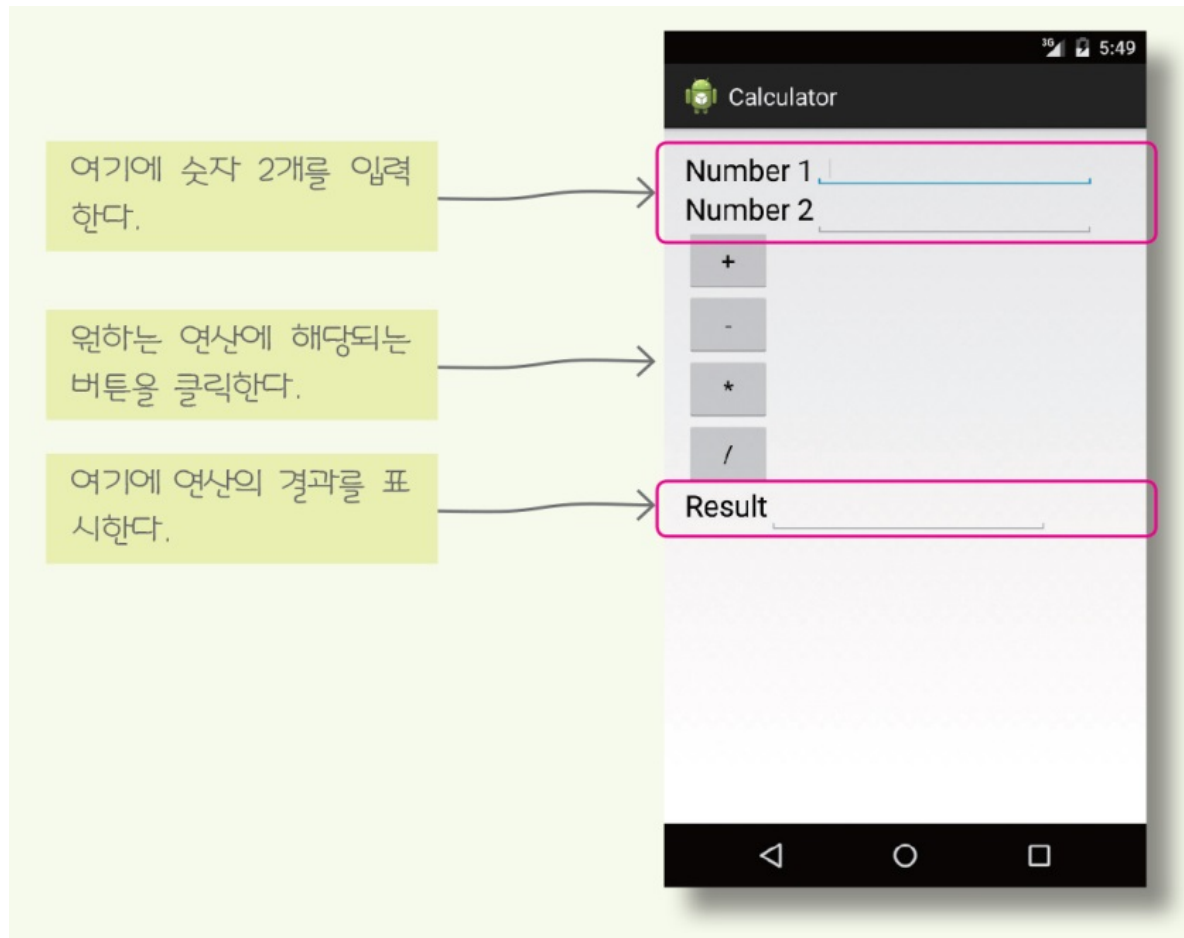 3G 5:49
Calculator
여기에 숫자 2개를 입력
한다.
Number 1
Number 2
+
-
원하는 연산에 해당되는
버튼을 클릭한다.
*
/
여기에 연산의 결과를 표
시한다.
Result